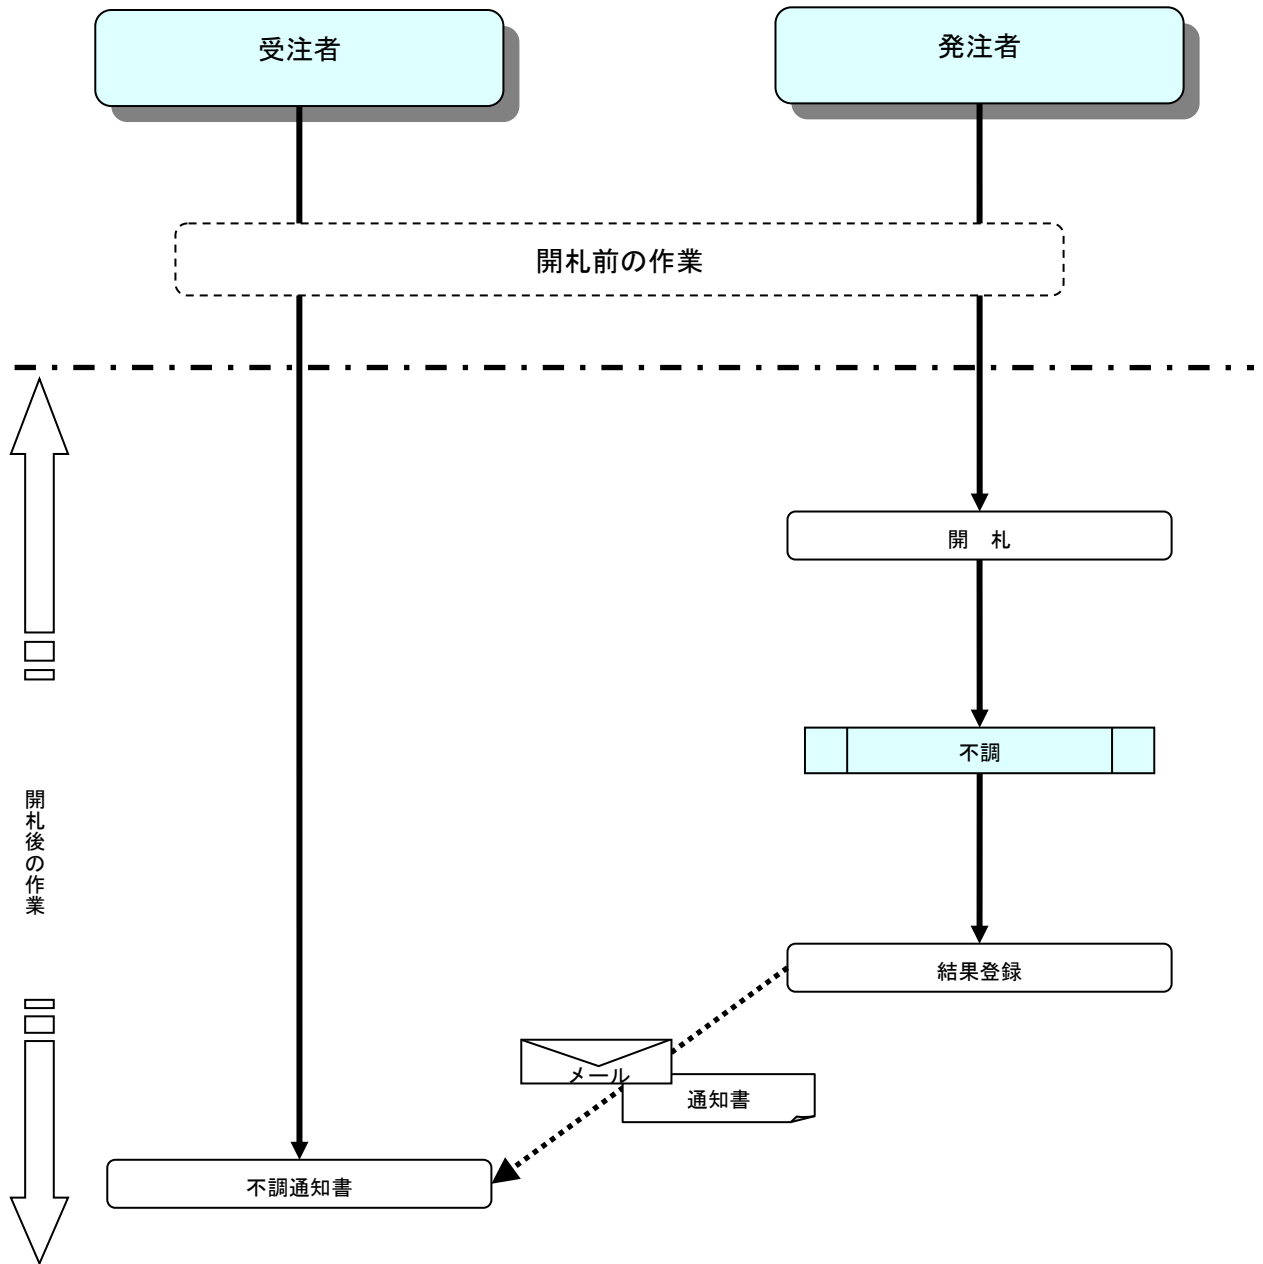 受注者
発注者
開札前の作業
開　札
不調
開札後の作業
結果登録
メール
通知書
不調通知書